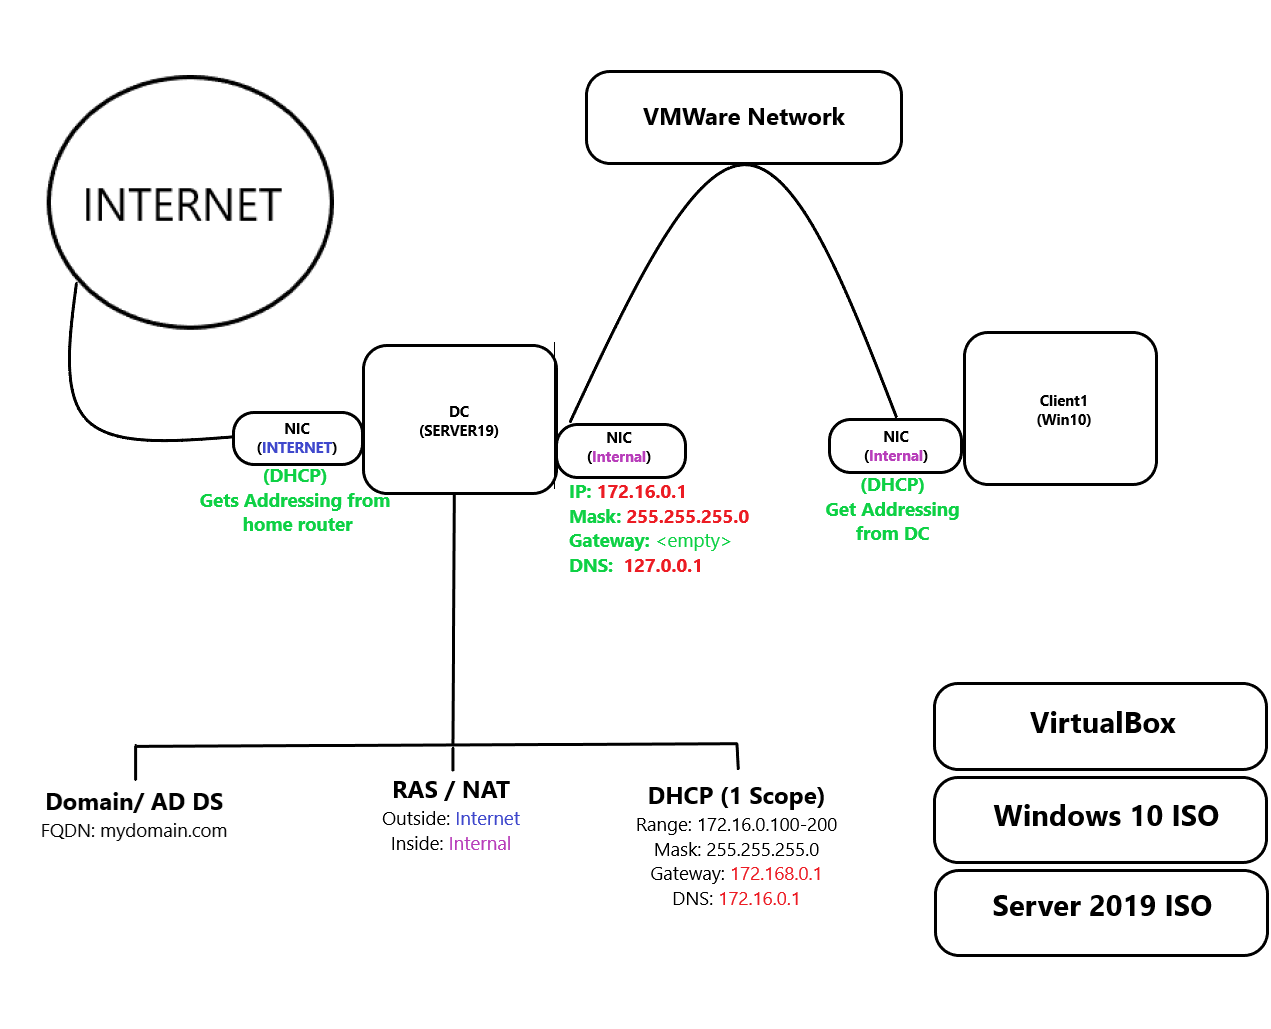 INTERNET
VMWare Network
NIC
(INTERNET)
(DHCP)
Gets Addressing from
home router
DC
(SERVER19)
NIC
(Internal)
IP: 172.16.0.1
Mask: 255.255.255.0
Gateway: <empty>
DNS:  127.0.0.1
NIC
(Internal)
(DHCP)
Get Addressing
from DC
Client1
(Win10)
Domain/ AD DS
FQDN: mydomain.com
RAS / NAT
Outside: Internet
Inside: Internal
DHCP (1 Scope)
Range: 172.16.0.100-200
Mask: 255.255.255.0
Gateway: 172.168.0.1
DNS: 172.16.0.1
VirtualBox
Windows 10 ISO
Server 2019 ISO